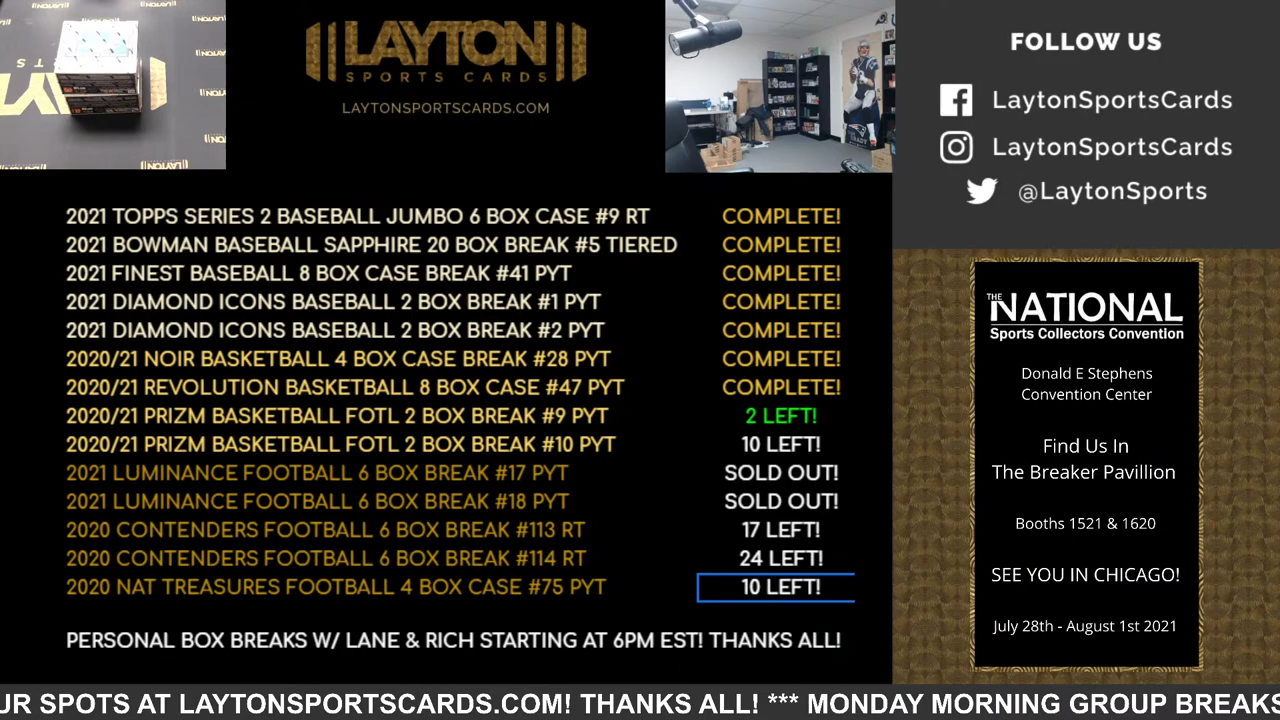 LAYTON
SPORTS CARDS
LAYTONSPORTSCARDS.COM
FOLLOW US
LaytonSportsCards
LaytonSportsCards
@LaytonSports
2021 TOPPS SERIES 2 BASEBALL JUMBO 6 BOX CASE #9 RT COMPLETE!
2021 BOWMAN BASEBALL SAPPHIRE 20 BOX BREAK #5 TIERED COMPLETE!
2021 FINEST BASEBALL 8 BOX CASE BREAK #41 PYT COMPLETE!
2021 DIAMOND ICONS BASEBALL 2 BOX BREAK #1 PYT COMPLETE!
2021 DIAMOND ICONS BASEBALL 2 BOX BREAK #2 PYT COMPLETE!
2020/21 NOIR BASKETBALL 4 BOX CASE BREAK #28 PYT COMPLETE!
2020/21 REVOLUTION BASKETBALL 8 BOX CASE #47 PYT COMPLETE!
2020/21 PRIZM BASKETBALL FOTL 2 BOX BREAK #9 PYT 2 LEFT!
2020/21 PRIZM BASKETBALL FOTL 2 BOX BREAK #10 PYT 10 LEFT!
2021 LUMINANCE FOOTBALL 6 BOX BREAK #17 PYT SOLD OUT!
2021 LUMINANCE FOOTBALL 6 BOX BREAK #18 PYT SOLD OUT!
2020 CONTENDERS FOOTBALL 6 BOX BREAK #113 RT 17 LEFT!
2020 CONTENDERS FOOTBALL 6 BOX BREAK #114 RT 24 LEFT!
2020 NAT TREASURES FOOTBALL 4 BOX CASE #75 PYT 10 LEFT!
PERSONAL BOX BREAKS W/ LANE & RICH STARTING AT 6PM EST! THANKS ALL!
THE
NATIONAL
Sports Collectors Convention
Donald E Stephens
Convention Center
Find Us In
The Breaker Pavillion
Booths 1521 & 1620
SEE YOU IN CHICAGO!
July 28th - August 1st 2021
UR SPOTS AT LAYTONSPORTSCARDS.COM! THANKS ALL! *** MONDAY MORNING GROUP BREAKS